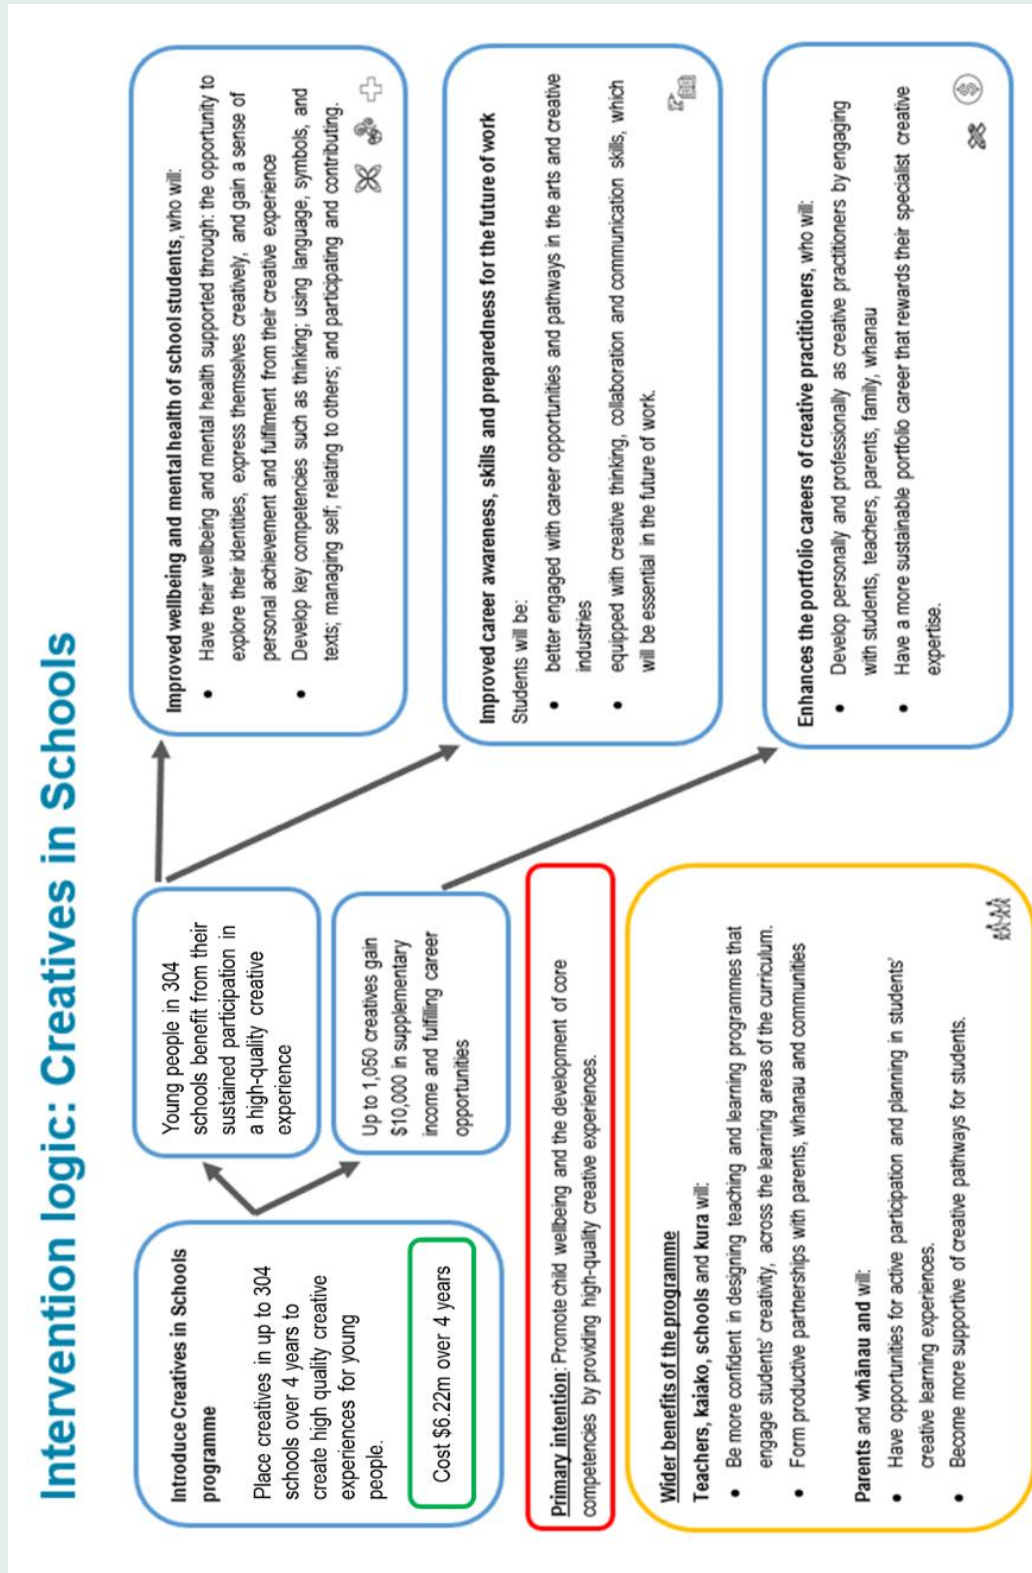 Intervention logic: Creatives in Schools
Introduce Creatives in Schools
programme
Place creatives in up to 304
schools over 4 years to
create high quality creative
experiences for young
people.
Cost $6.22m over 4 years
Young people in 304
schools benefit from their
sustained participation in
a high-quality creative
experience
Up to 1,050 creatives gain
$10,000 in supplementary
income and fulfilling career
opportunities
Improved wellbeing and mental health of school students, who will:
• Have their wellbeing and mental health supported through: the opportunity to
explore their identities, express themselves creatively, and gain a sense of
personal achievement and fulfilment from their creative experience
• Develop key competencies such as thinking; using language, symbols, and
texts; managing self; relating to others; and participating and contributing.
Improved career awareness, skills and preparedness for the future of work
Students will be:
• better engaged with career opportunities and pathways in the arts and creative
industries
• equipped with creative thinking, collaboration and communication skills, which
will be essential in the future of work.
Enhances the portfolio careers of creative practitioners, who will:
• Develop personally and professionally as creative practitioners by engaging
with students, teachers, parents, family, whanau
• Have a more sustainable portfolio career that rewards their specialist creative
expertise.
Primary intention: Promote child wellbeing and the development of core
competencies by providing high-quality creative experiences.
Wider benefits of the programme
Teachers, kaiako, schools and kura will:
• Be more confident in designing teaching and learning programmes that
engage students' creativity, across the learning areas of the curriculum.
• Form productive partnerships with parents, whanau and communities
Parents and whānau and will:
• Have opportunities for active participation and planning in students'
creative learning experiences.
• Become more supportive of creative pathways for students.